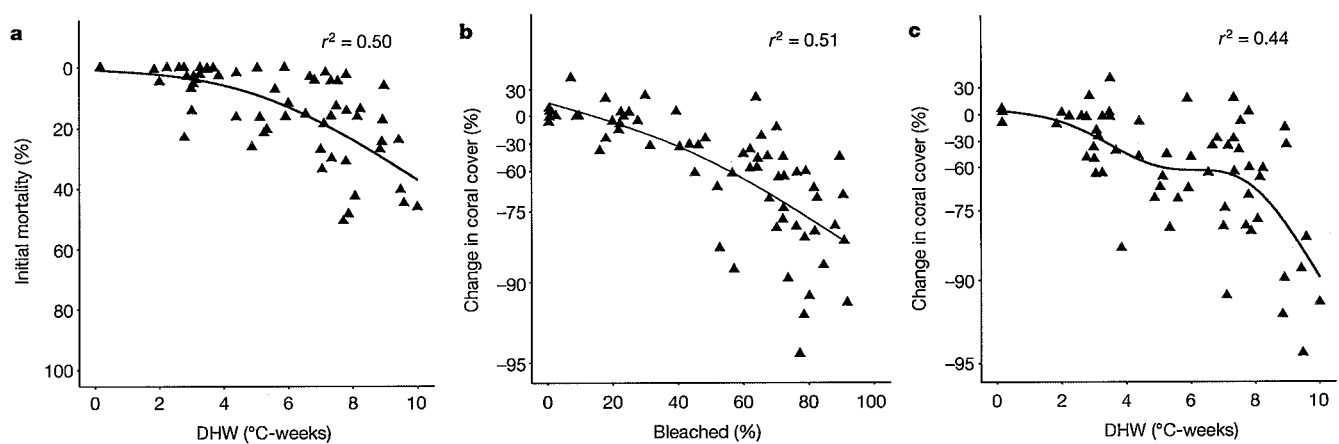 a
r² = 0.50
0
20
40
60
80
100
Initial mortality (%)
0 2 4 6 8 10
DHW (°C-weeks)
b
r² = 0.51
30
0
−30
−60
−75
−90
−95
Change in coral cover (%)
0 20 40 60 80 100
Bleached (%)
c
r² = 0.44
30
0
−30
−60
−75
−90
−95
Change in coral cover (%)
0 2 4 6 8 10
DHW (°C-weeks)